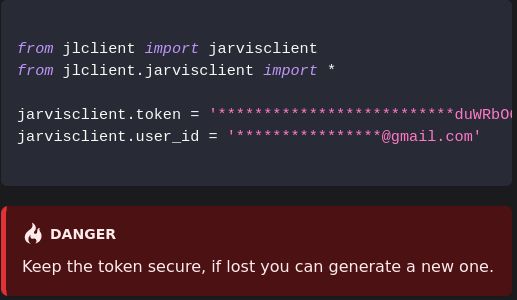 from jlclient import jarvisclient
from jlclient.jarvisclient import *
jarvisclient.token = '**************************duWRbO
jarvisclient.user_id = '****************@gmail.com'
DANGER
Keep the token secure, if lost you can generate a new one.